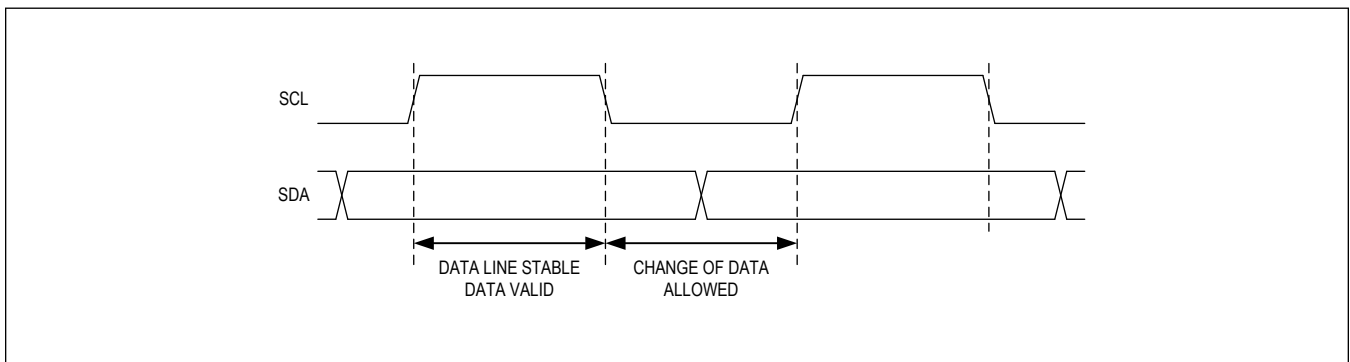 SCL
SDA
DATA LINE STABLE
DATA VALID
CHANGE OF DATA
ALLOWED